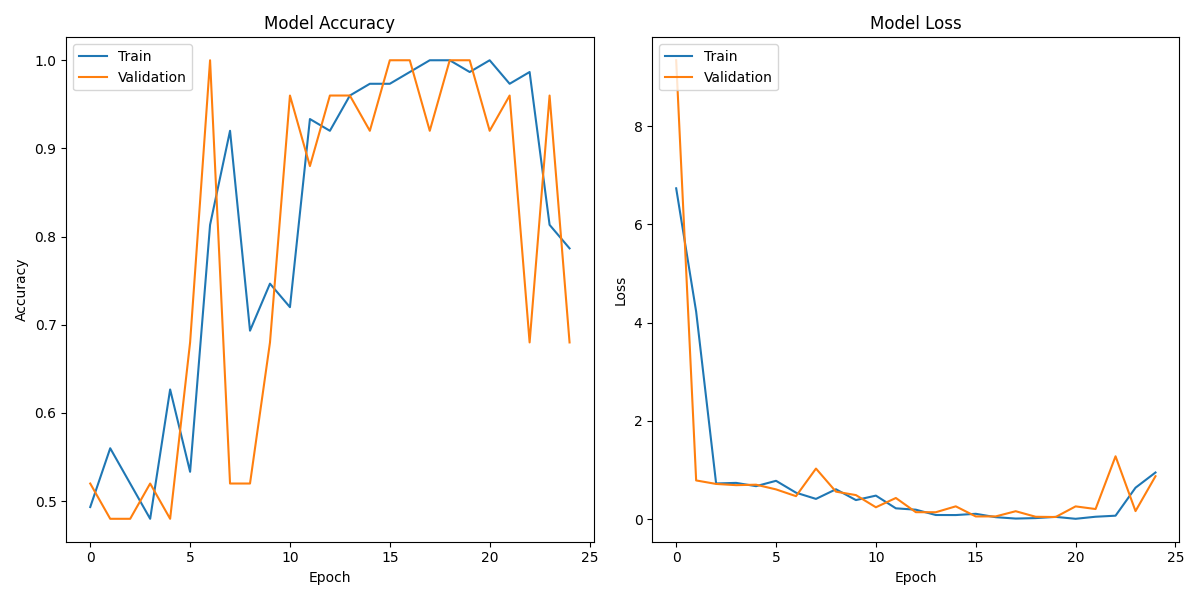 Model Accuracy
Train
Validation
1.0
0.9
0.8
0.7
0.6
0.5
Accuracy
0 5 10 15 20 25
Epoch
Model Loss
Train
Validation
8
6
4
2
0
Loss
0 5 10 15 20 25
Epoch